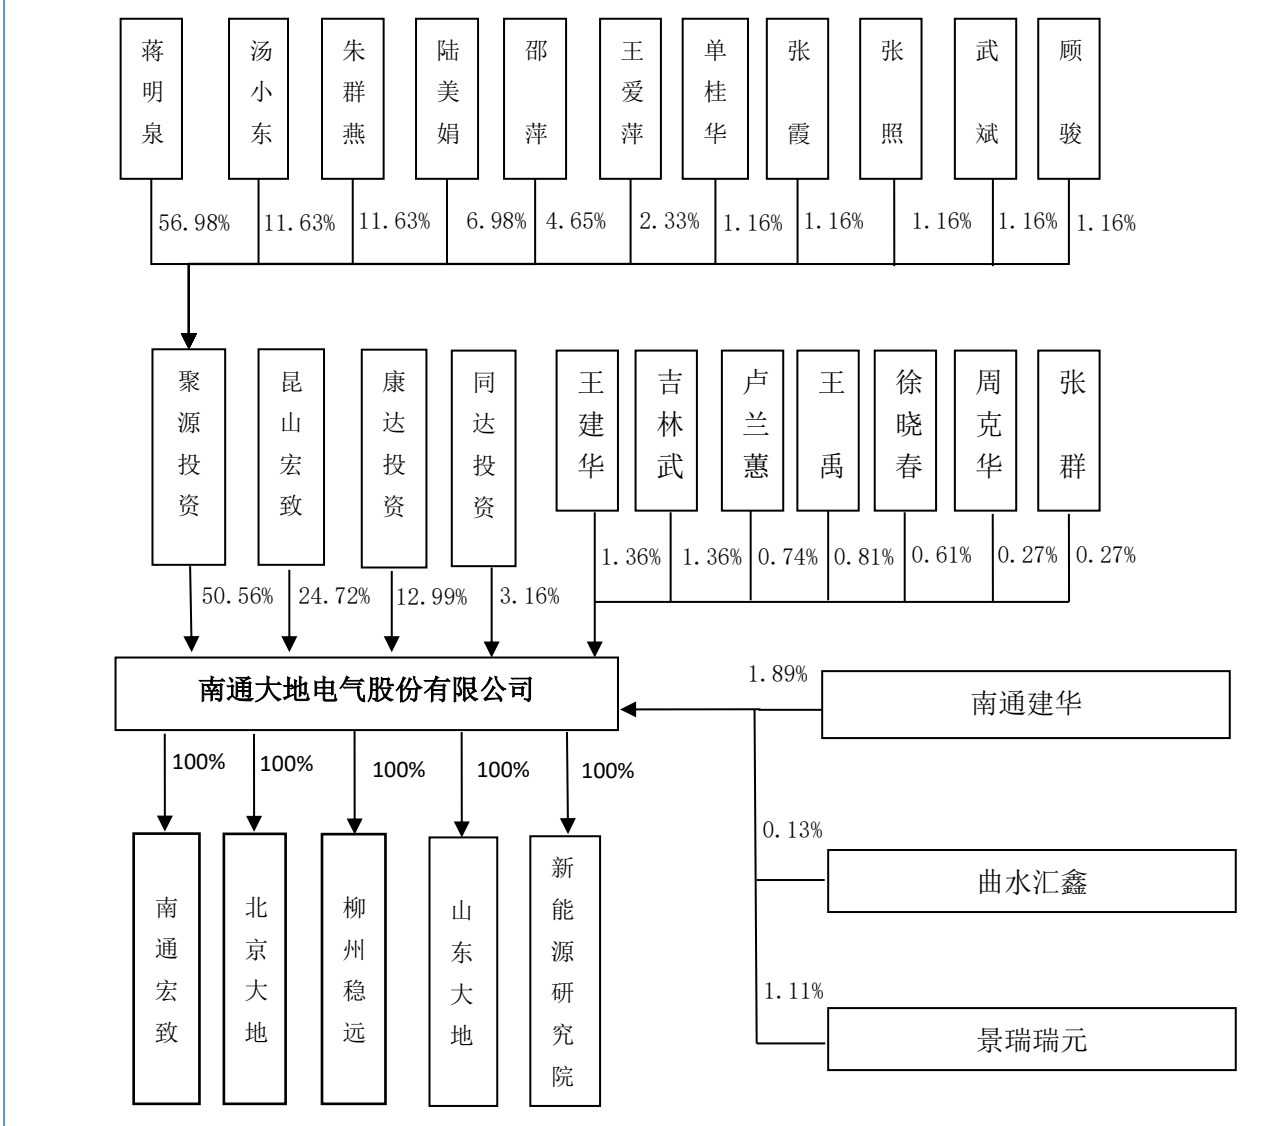 蒋明泉
汤小东
朱群燕
陆美娟
邵萍
王爱萍
单桂华
张霞
张照
武斌
顾骏
56.98%
11.63%
11.63%
6.98%
4.65%
2.33%
1.16%
1.16%
1.16%
1.16%
1.16%
聚源投资
昆山宏致
康达投资
同达投资
王建华
吉林武
卢兰蕙
王禹
徐晓春
周克华
张群
50.56%
24.72%
12.99%
3.16%
1.36%
1.36%
0.74%
0.81%
0.61%
0.27%
0.27%
南通大地电气股份有限公司
1.89%
南通建华
0.13%
曲水汇鑫
1.11%
景瑞瑞元
100%
100%
100%
100%
100%
南通宏致
北京大地
柳州稳远
山东大地
新能源研究院